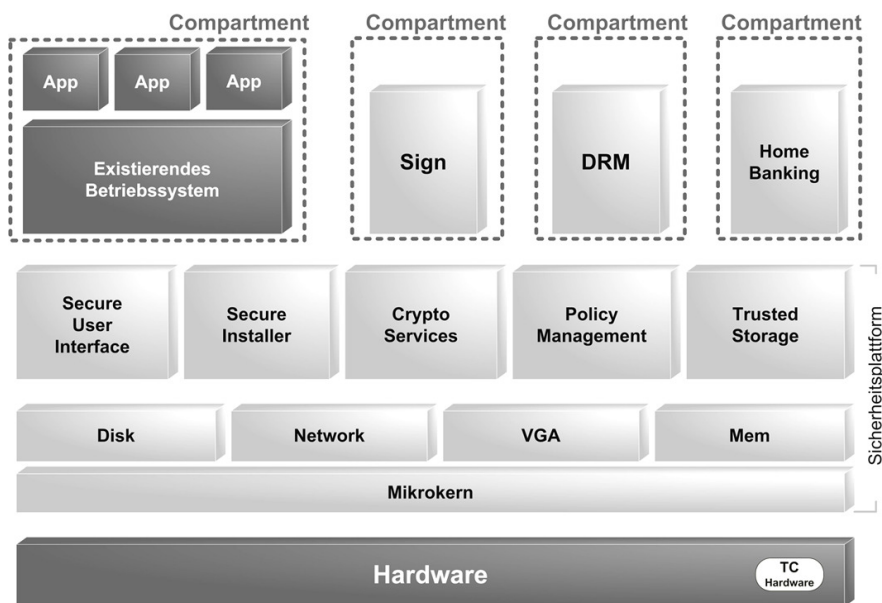 Compartment
Compartment
Compartment
Compartment
App
App
App
Existierendes
Betriebssystem
Sign
DRM
Home
Banking
Secure
User
Interface
Secure
Installer
Crypto
Services
Policy
Management
Trusted
Storage
Disk
Network
VGA
Mem
Mikrokern
Sicherheitsplattform
Hardware
TC
Hardware